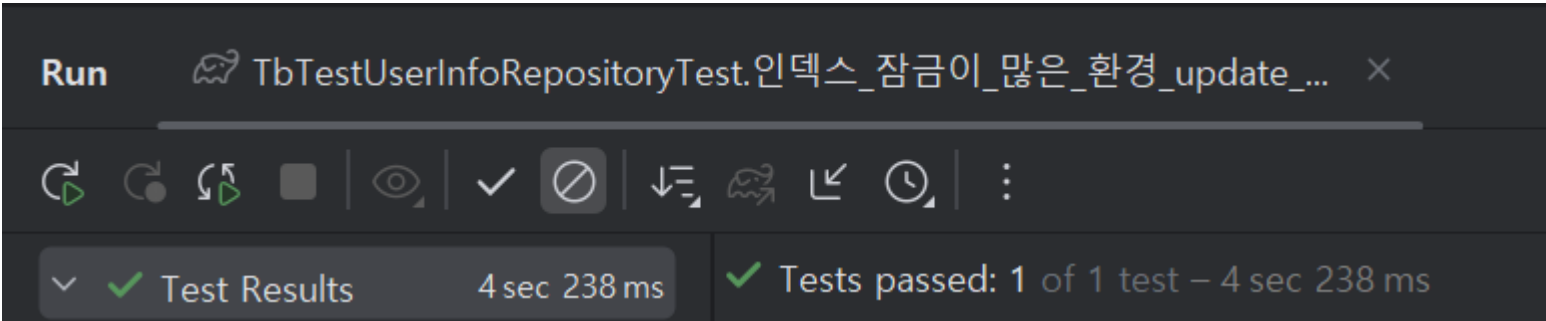 Run TbTestUserInfoRepositoryTest.인덱스_잠금이_많은_환경_update_...
Test Results 4 sec 238 ms
Tests passed: 1 of 1 test – 4 sec 238 ms